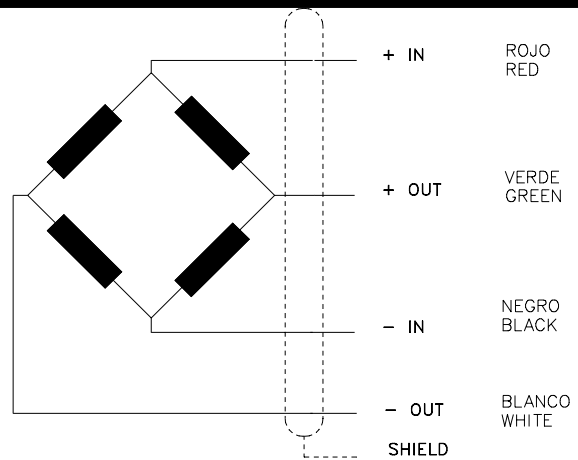 + IN
ROJO
RED
+ OUT
VERDE
GREEN
− IN
NEGRO
BLACK
− OUT
BLANCO
WHITE
SHIELD